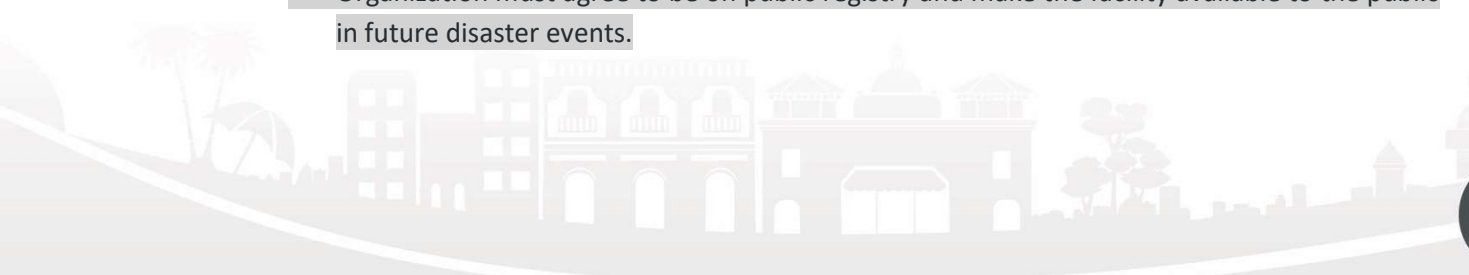 Organization must agree to be on public registry and make the facility available to the public
in future disaster events.